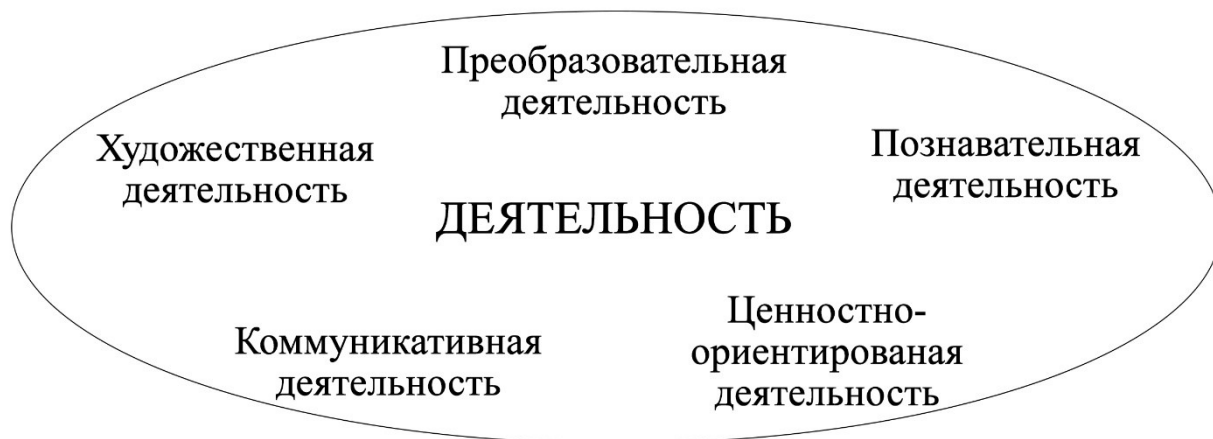 Преобразовательная
деятельность
Художественная
деятельность
Познавательная
деятельность
ДЕЯТЕЛЬНОСТЬ
Коммуникативная
деятельность
Ценностно-
ориентированая
деятельность